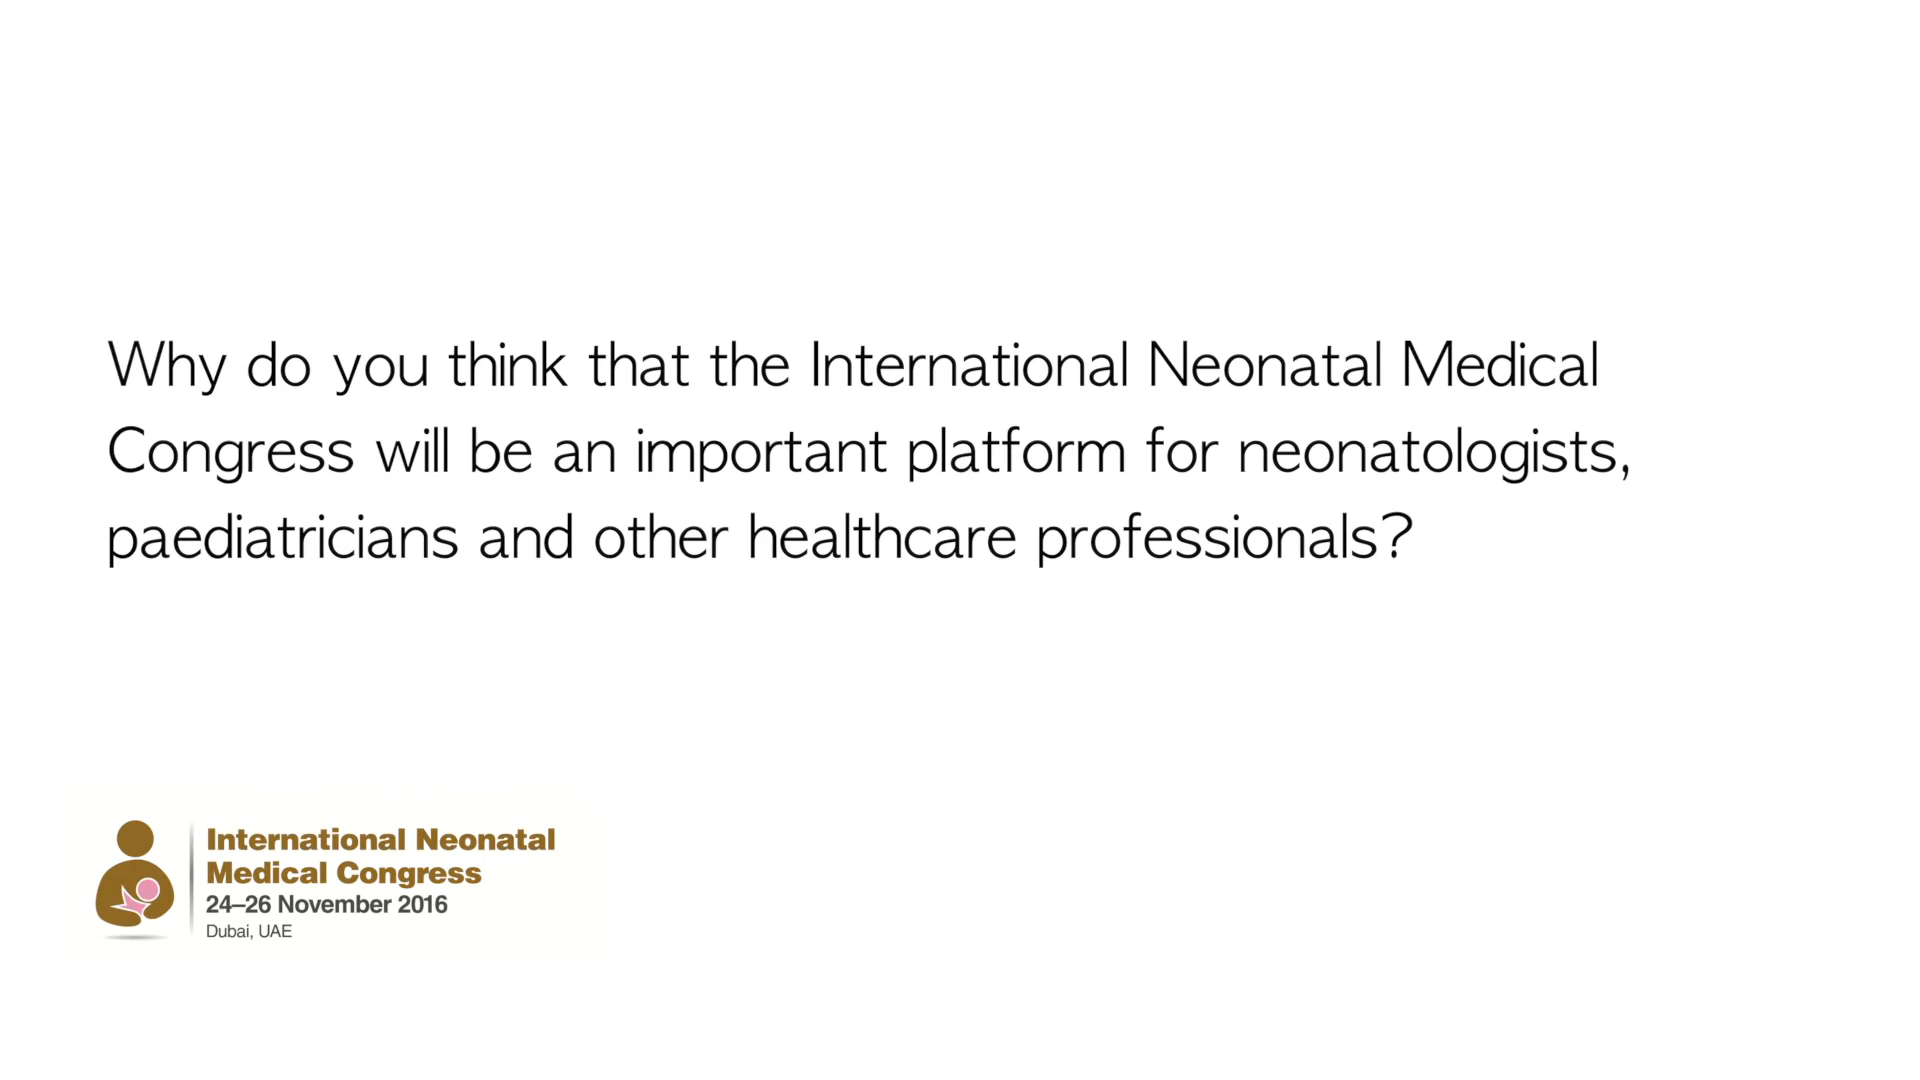 Why do you think that the International Neonatal Medical
Congress will be an important platform for neonatologists,
paediatricians and other healthcare professionals?
International Neonatal
Medical Congress
24–26 November 2016
Dubai, UAE